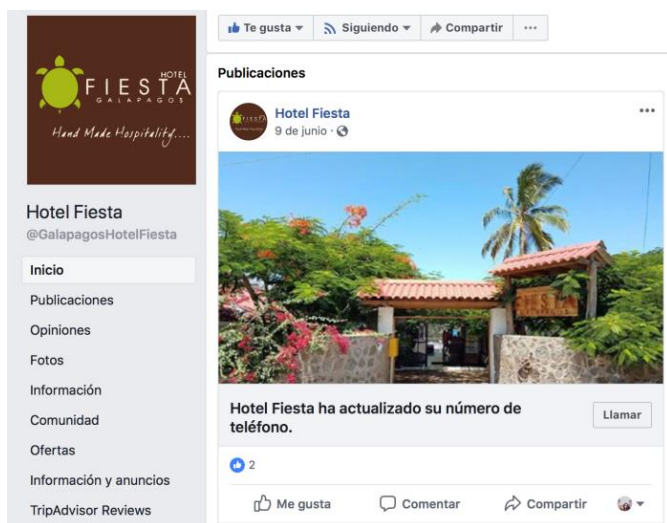 HOTEL
FIESTA
GALAPAGOS
Hand Made Hospitality....
Hotel Fiesta
@GalapagosHotelFiesta
Inicio
Publicaciones
Opiniones
Fotos
Información
Comunidad
Ofertas
Información y anuncios
TripAdvisor Reviews
Te gusta
Siguiendo
Compartir
Publicaciones
Hotel Fiesta
9 de junio
FIESTA
Hotel Fiesta ha actualizado su número de
teléfono.
Llamar
2
Me gusta
Comentar
Compartir